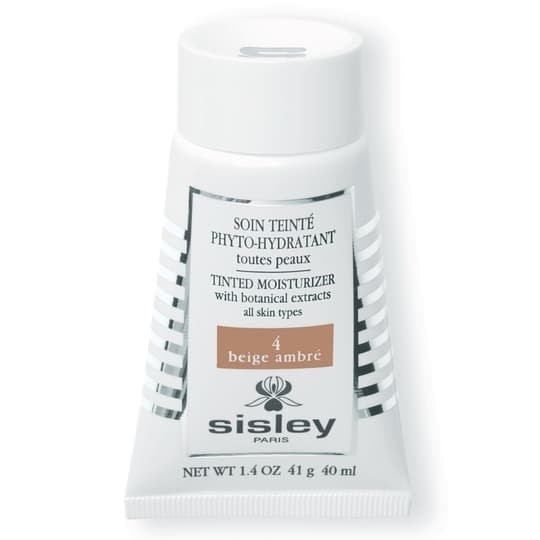 SOIN TEINTÉ
PHYTO-HYDRATANT
toutes peaux
TINTED MOISTURIZER
with botanical extracts
all skin types
4
beige ambré
sisley
PARIS
NET WT 1.4 OZ 41 g 40 ml